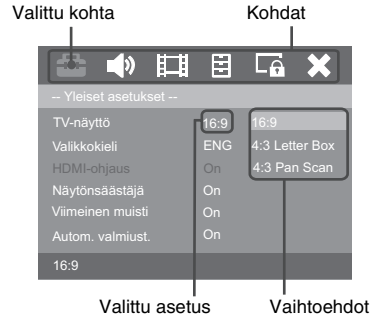 Valittu kohta Kohdat
-- Yleiset asetukset --
TV-näyttö 16:9 16:9
Valikkokieli ENG 4:3 Letter Box
HDMI-ohjaus On 4:3 Pan Scan
Näytönsäästäjä On
Viimeinen muisti On
Autom. valmiust. On
16:9
Valittu asetus Vaihtoehdot